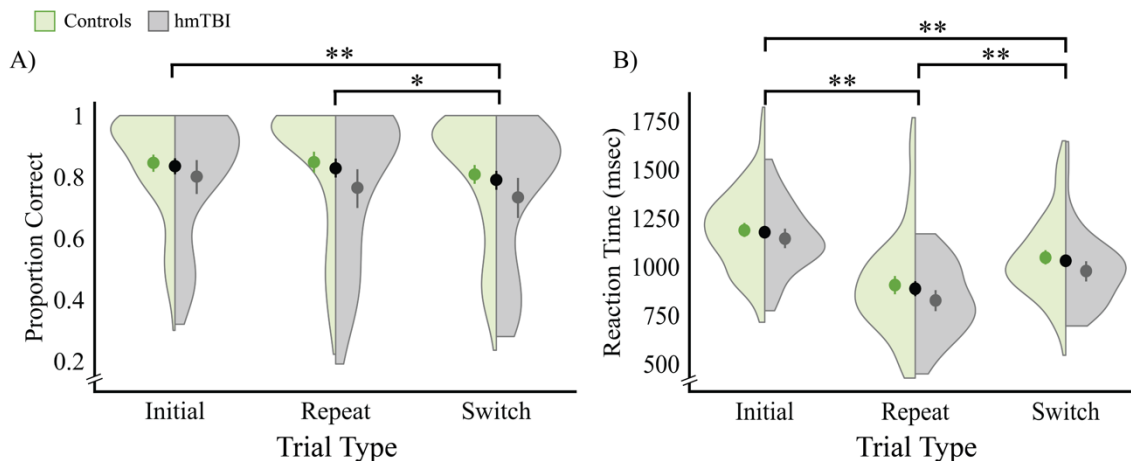 Controls hmTBI
A)
**
*
Proportion Correct
1
0.8
0.6
0.4
0.2
Initial Repeat Switch
Trial Type
B)
**
** **
Reaction Time (msec)
1750
1500
1250
1000
750
500
Initial Repeat Switch
Trial Type